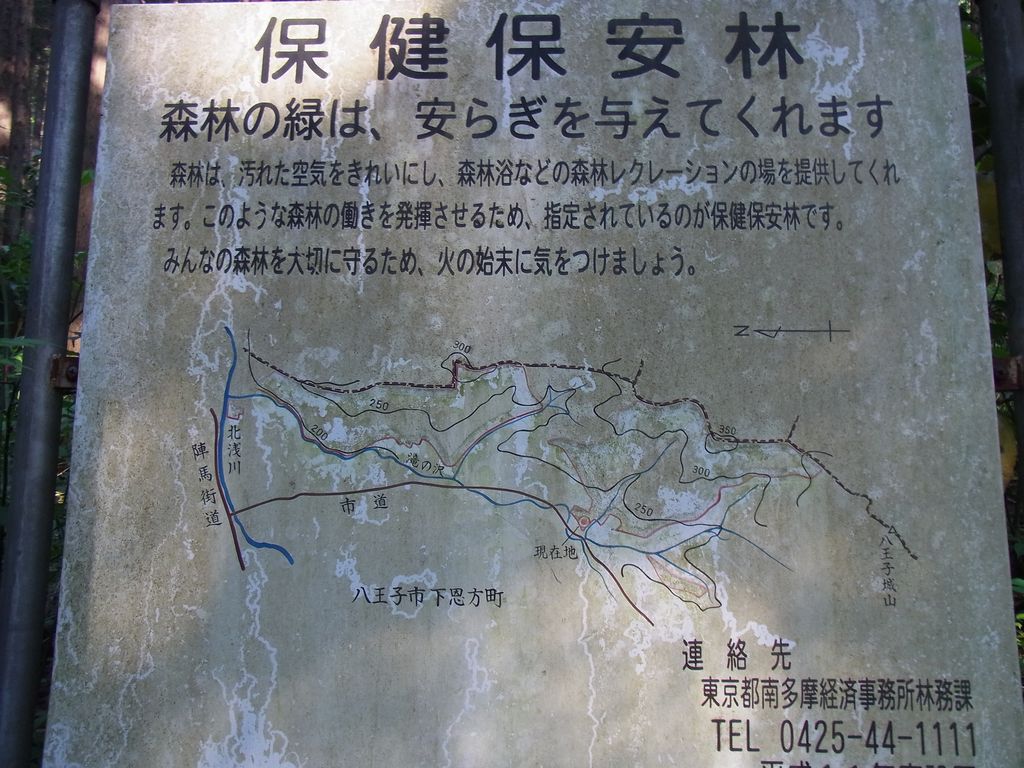 保健保安林
森林の緑は、安らぎを与えてくれます
森林は、汚れた空気をきれいにし、森林浴などの森林レクレーションの場を提供してくれ
ます。このような森林の働きを発揮させるため、指定されているのが保健保安林です。
みんなの森林を大切に守るため、火の始末に気をつけましょう。
N
300
250
200
350
300
250
北浅川
陣馬街道
滝の沢
市道
現在地
八王子城山
八王子市下恩方町
連絡先
東京都南多摩経済事務所林務課
TEL 0425-44-1111